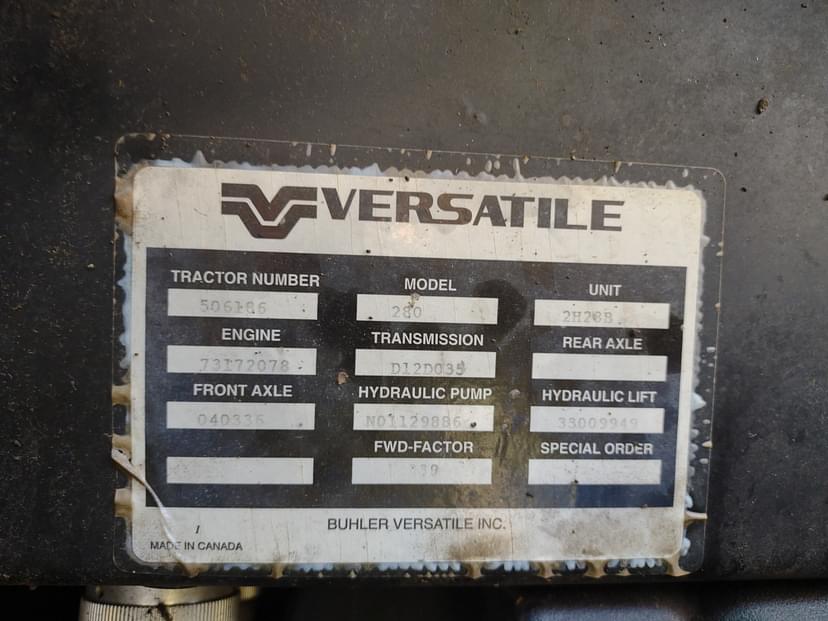 VERSATILE
TRACTOR NUMBER MODEL UNIT
506186 280 2H28B
ENGINE TRANSMISSION REAR AXLE
73172078 D12D035
FRONT AXLE HYDRAULIC PUMP HYDRAULIC LIFT
040336 N01129886 33009949
FWD-FACTOR SPECIAL ORDER
BUHLER VERSATILE INC.
MADE IN CANADA